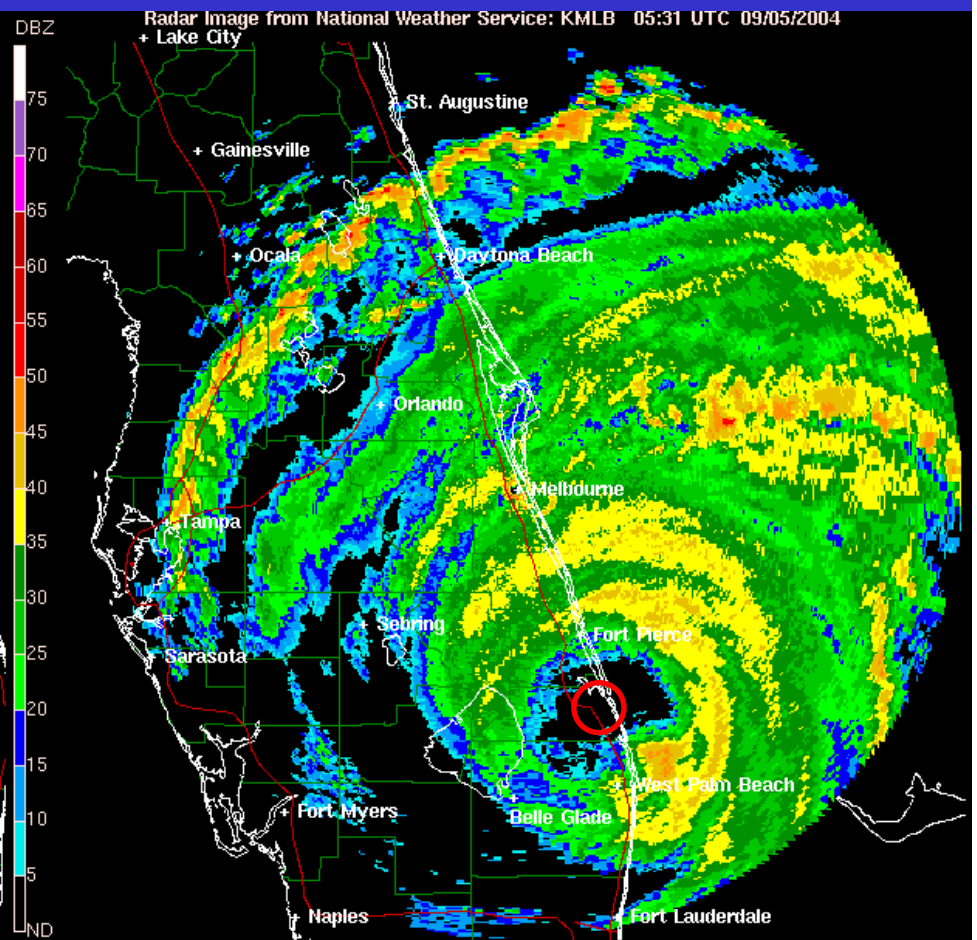 Radar Image from National Weather Service: KMLB 05:31 UTC 09/05/2004
DBZ
75
70
65
60
55
50
45
40
35
30
25
20
15
10
5
ND
Lake City
St. Augustine
Gainesville
Ocala
Daytona Beach
Orlando
Melbourne
Tampa
Sebring
Fort Pierce
Sarasota
West Palm Beach
Fort Myers
Belle Glade
Naples
Fort Lauderdale